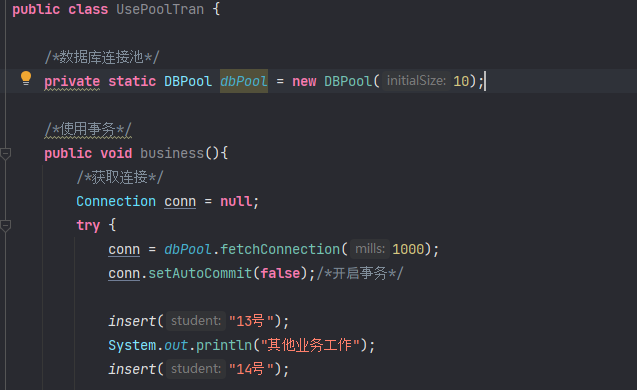 public class UsePoolTran {
/*数据库连接池*/
private static DBPool dbPool = new DBPool( initialSize: 10);
/*使用事务*/
public void business(){
/*获取连接*/
Connection conn = null;
try {
conn = dbPool.fetchConnection( mills: 1000);
conn.setAutoCommit(false);/*开启事务*/
insert( student: "13号");
System.out.println("其他业务工作");
insert( student: "14号");